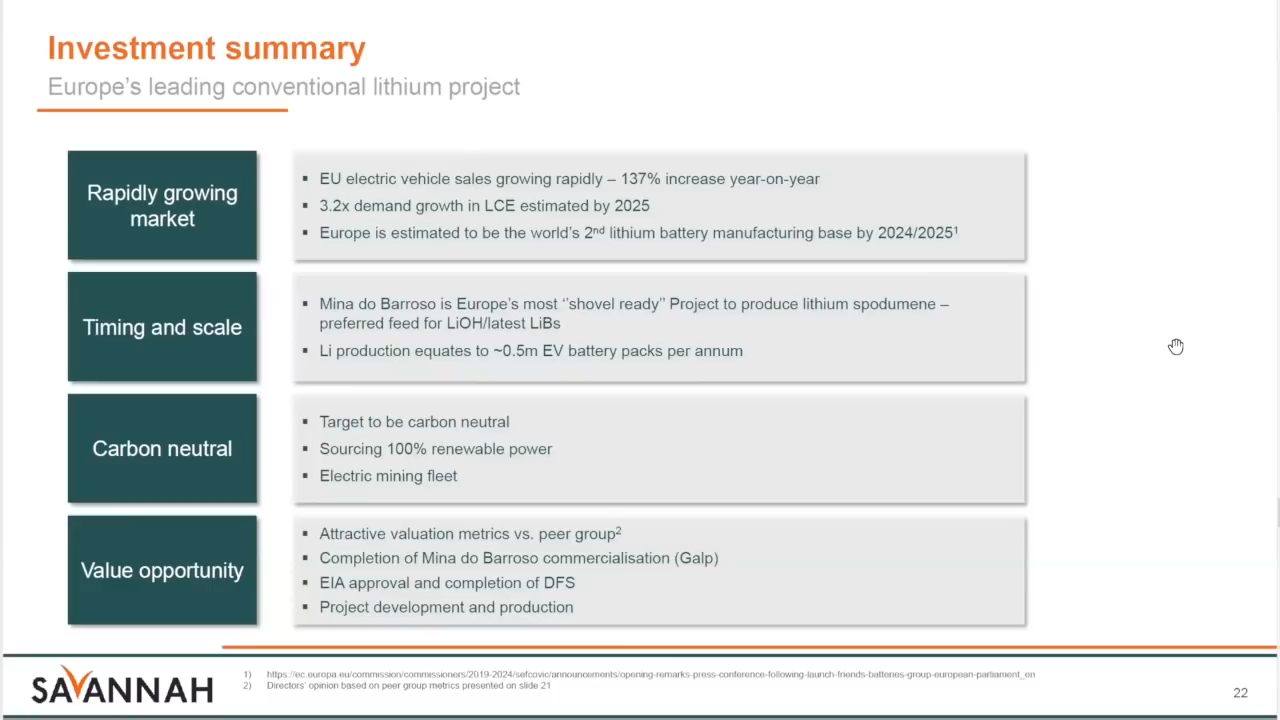 Investment summary
Europe's leading conventional lithium project
Rapidly growing
market
▪ EU electric vehicle sales growing rapidly – 137% increase year-on-year
▪ 3.2x demand growth in LCE estimated by 2025
▪ Europe is estimated to be the world's 2nd lithium battery manufacturing base by 2024/2025¹
Timing and scale
▪ Mina do Barroso is Europe's most ‘’shovel ready’’ Project to produce lithium spodumene –
preferred feed for LiOH/latest LiBs
▪ Li production equates to ~0.5m EV battery packs per annum
Carbon neutral
▪ Target to be carbon neutral
▪ Sourcing 100% renewable power
▪ Electric mining fleet
Value opportunity
▪ Attractive valuation metrics vs. peer group²
▪ Completion of Mina do Barroso commercialisation (Galp)
▪ EIA approval and completion of DFS
▪ Project development and production
SAVANNAH
1) https://ec.europa.eu/commission/commissioners/2019-2024/sefcovic/announcements/opening-remarks-press-conference-following-launch-friends-batteries-group-european-parliament_en
2) Directors' opinion based on peer group metrics presented on slide 21
22